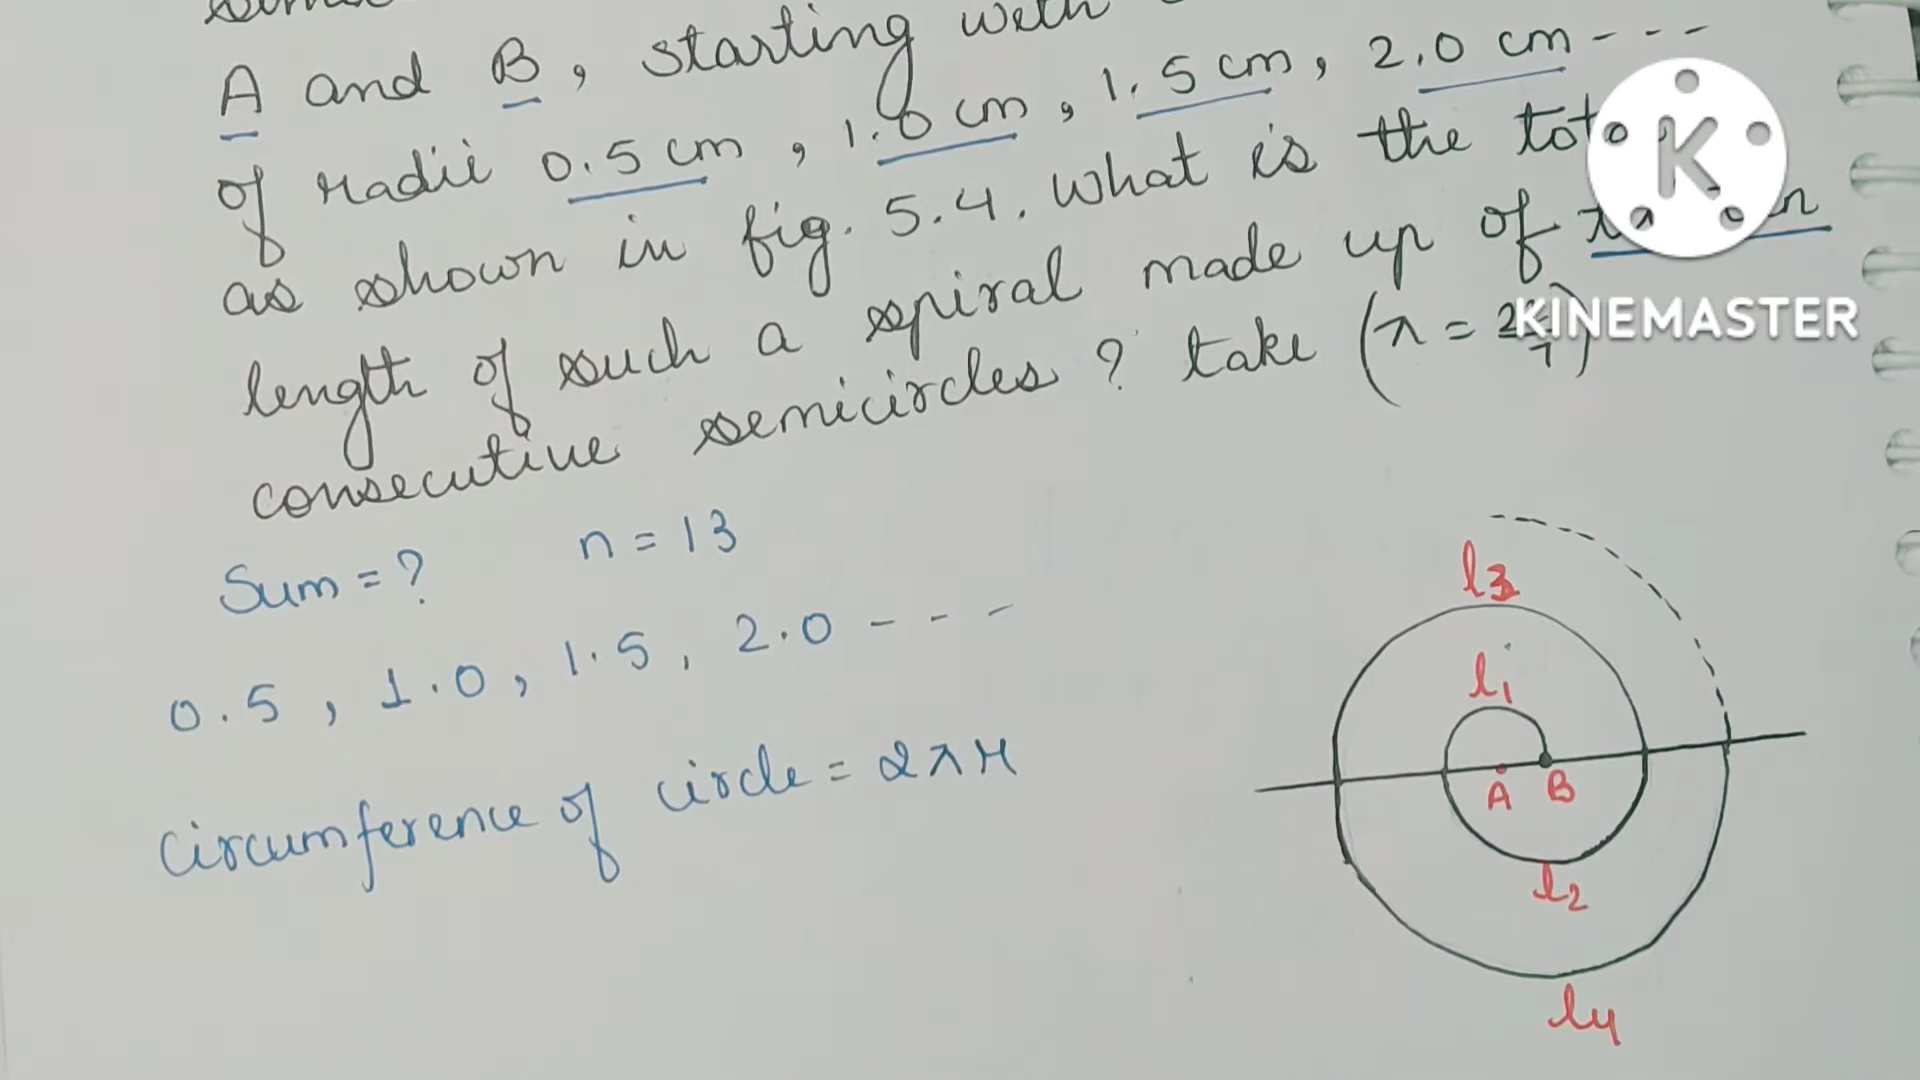 A and B, starting with
of radii 0.5 cm, 1.0 cm, 1.5 cm, 2.0 cm - - -
as shown in fig. 5.4. What is the
length of such a spiral made up of
consecutive semicircles? take (π = 22/7)
Sum = ? n = 13
0.5, 1.0, 1.5, 2.0 - - -
circumference of circle = 2πr
l3
l1
A B
l2
l4
K
KINEMASTER